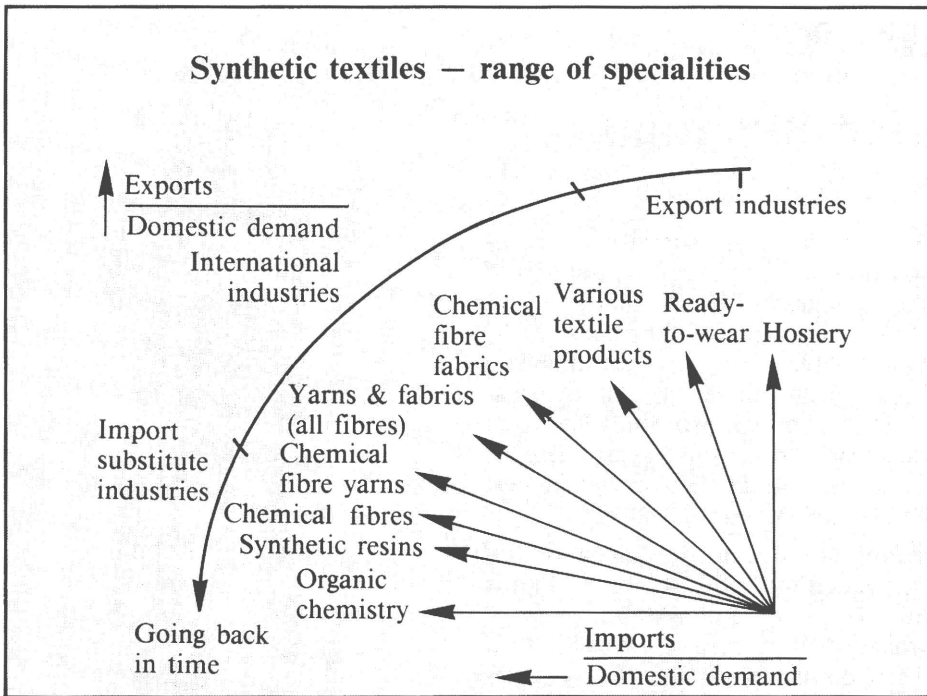 Synthetic textiles — range of specialities
Exports
Domestic demand
Export industries
International
industries
Chemical
fibre
fabrics
Various
textile
products
Ready-
to-wear
Hosiery
Yarns & fabrics
(all fibres)
Import
substitute
industries
Chemical
fibre yarns
Chemical fibres
Synthetic resins
Organic
chemistry
Going back
in time
Imports
Domestic demand